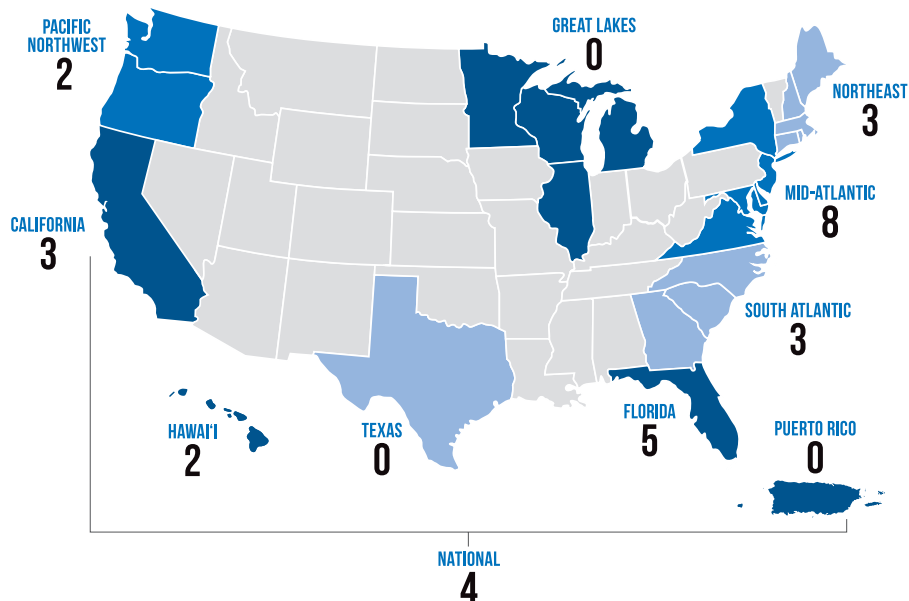 PACIFIC
NORTHWEST
2
GREAT LAKES
0
NORTHEAST
3
MID-ATLANTIC
8
CALIFORNIA
3
SOUTH ATLANTIC
3
HAWAIʻI
2
TEXAS
0
FLORIDA
5
PUERTO RICO
0
NATIONAL
4